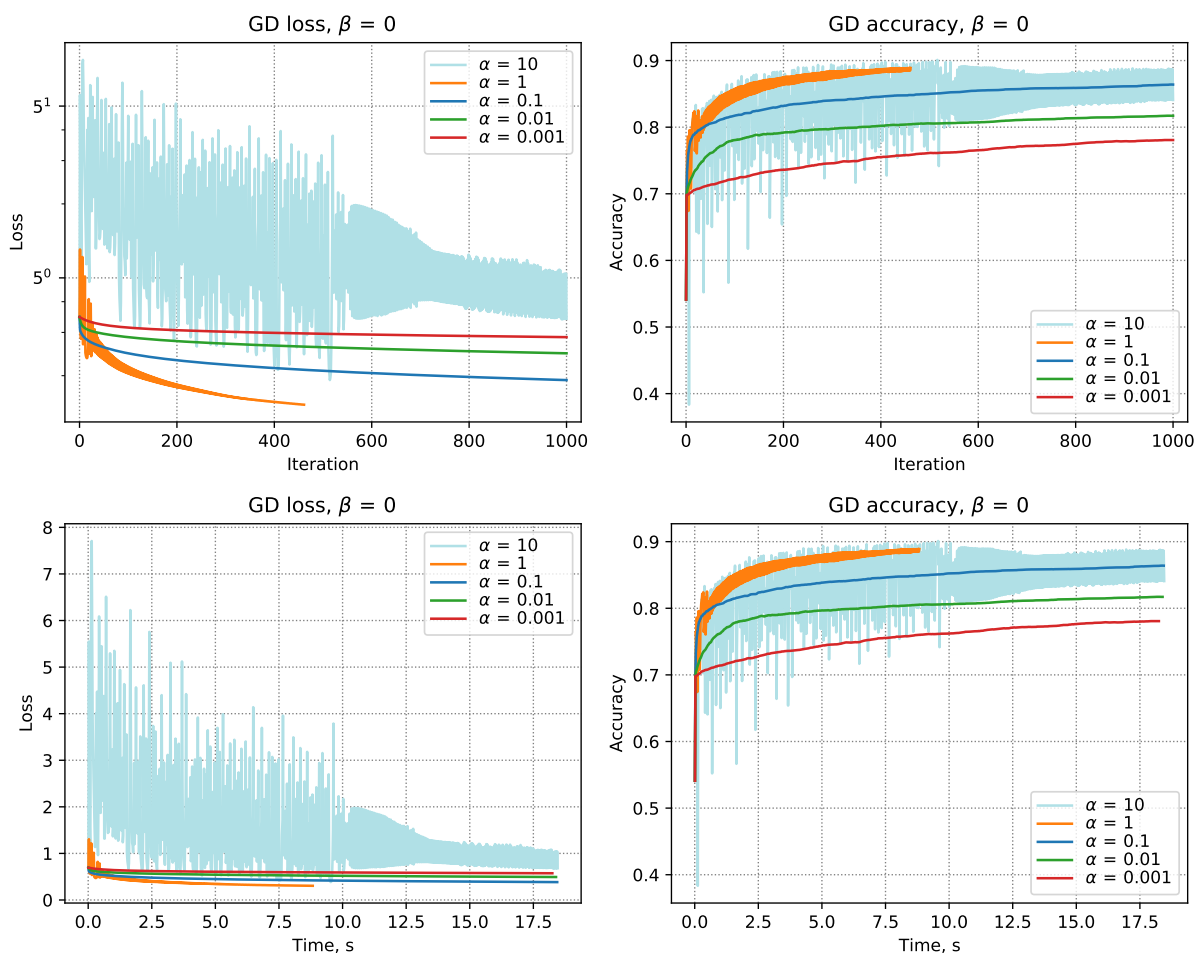 GD loss, β = 0
Loss
5¹
5⁰
α = 10
α = 1
α = 0.1
α = 0.01
α = 0.001
0 200 400 600 800 1000
Iteration
GD accuracy, β = 0
Accuracy
0.9
0.8
0.7
0.6
0.5
0.4
α = 10
α = 1
α = 0.1
α = 0.01
α = 0.001
0 200 400 600 800 1000
Iteration
GD loss, β = 0
Loss
8
7
6
5
4
3
2
1
0
α = 10
α = 1
α = 0.1
α = 0.01
α = 0.001
0.0 2.5 5.0 7.5 10.0 12.5 15.0 17.5
Time, s
GD accuracy, β = 0
Accuracy
0.9
0.8
0.7
0.6
0.5
0.4
α = 10
α = 1
α = 0.1
α = 0.01
α = 0.001
0.0 2.5 5.0 7.5 10.0 12.5 15.0 17.5
Time, s